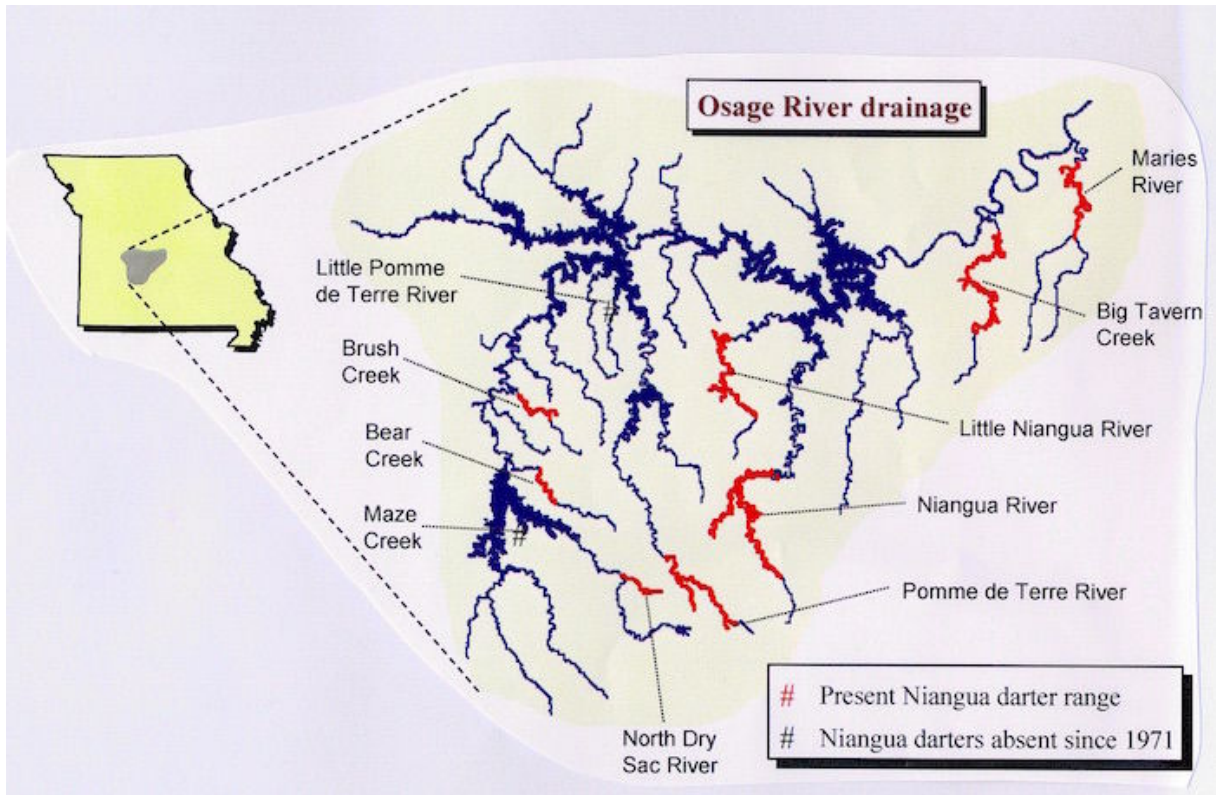 Osage River drainage
Maries
River
Little Pomme
de Terre River
#
Big Tavern
Creek
Brush
Creek
Little Niangua River
Bear
Creek
Niangua River
Maze
Creek
#
Pomme de Terre River
# Present Niangua darter range
# Niangua darters absent since 1971
North Dry
Sac River